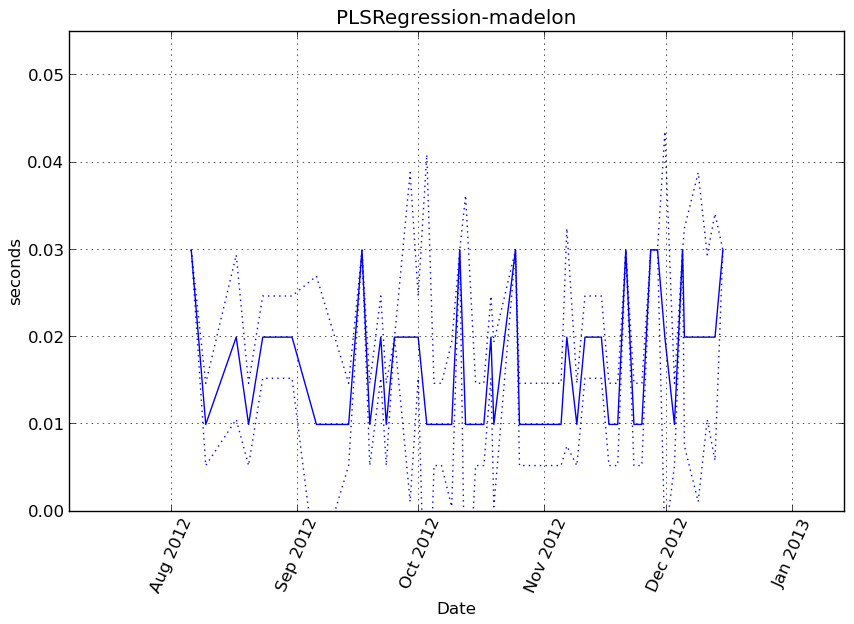 PLSRegression-madelon
0.05
0.04
0.03
0.02
0.01
0.00
seconds
Aug 2012
Sep 2012
Oct 2012
Nov 2012
Dec 2012
Jan 2013
Date